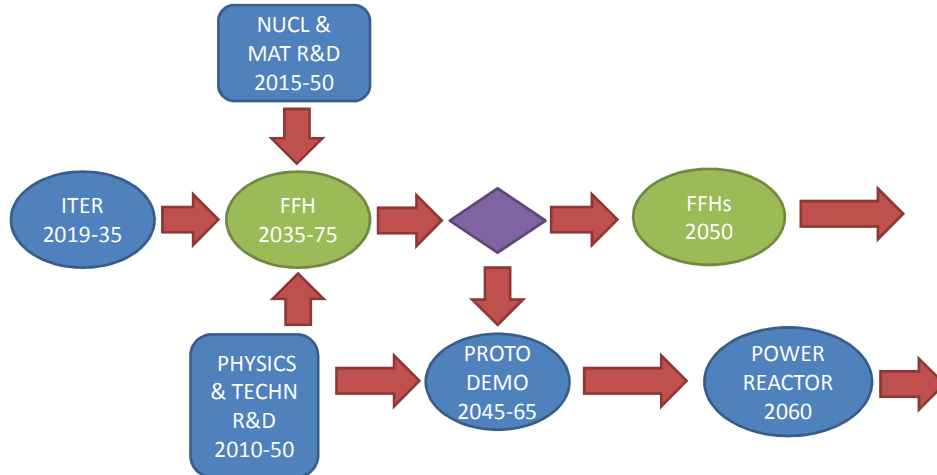 NUCL &
MAT R&D
2015-50
ITER
2019-35
FFH
2035-75
FFHs
2050
PHYSICS
& TECHN
R&D
2010-50
PROTO
DEMO
2045-65
POWER
REACTOR
2060